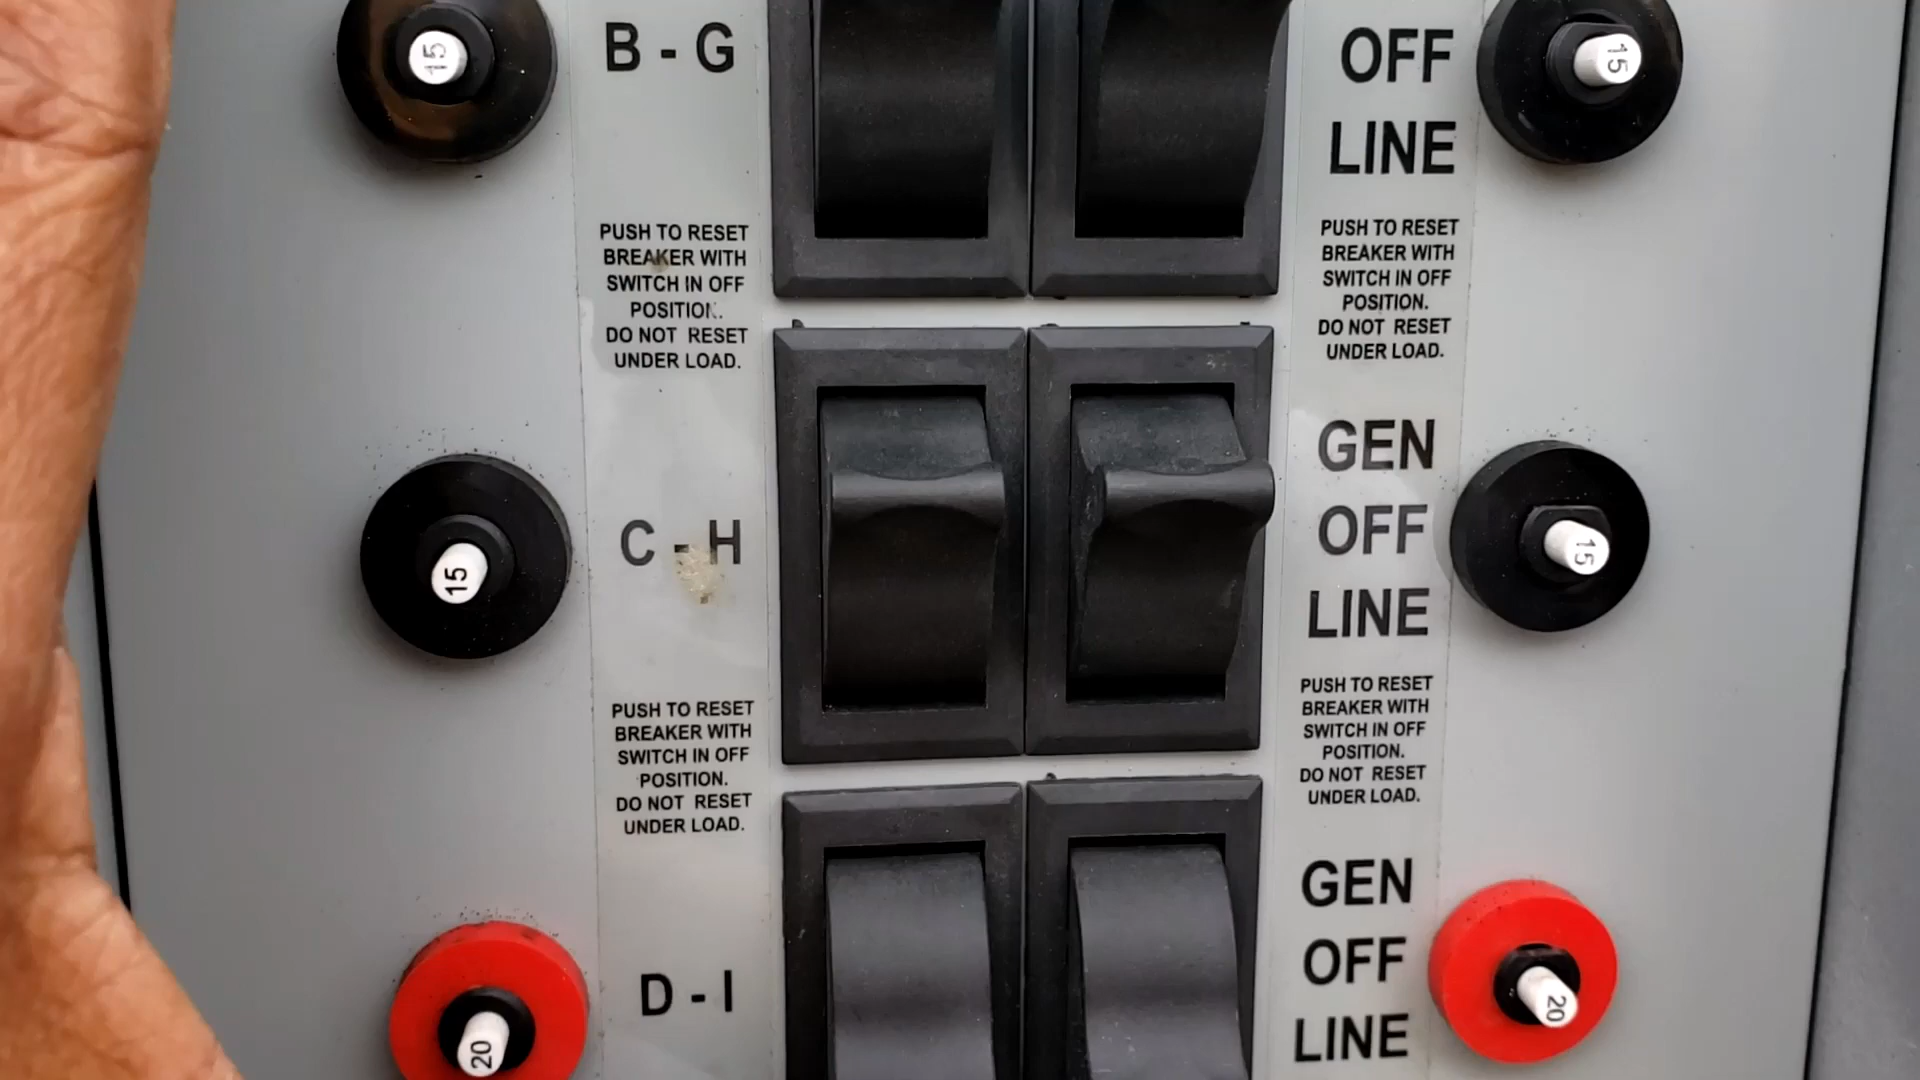 15
B - G
OFF
LINE
15
PUSH TO RESET
BREAKER WITH
SWITCH IN OFF
POSITION.
DO NOT RESET
UNDER LOAD.
PUSH TO RESET
BREAKER WITH
SWITCH IN OFF
POSITION.
DO NOT RESET
UNDER LOAD.
15
C - H
GEN
OFF
LINE
15
PUSH TO RESET
BREAKER WITH
SWITCH IN OFF
POSITION.
DO NOT RESET
UNDER LOAD.
PUSH TO RESET
BREAKER WITH
SWITCH IN OFF
POSITION.
DO NOT RESET
UNDER LOAD.
20
D - I
GEN
OFF
LINE
20